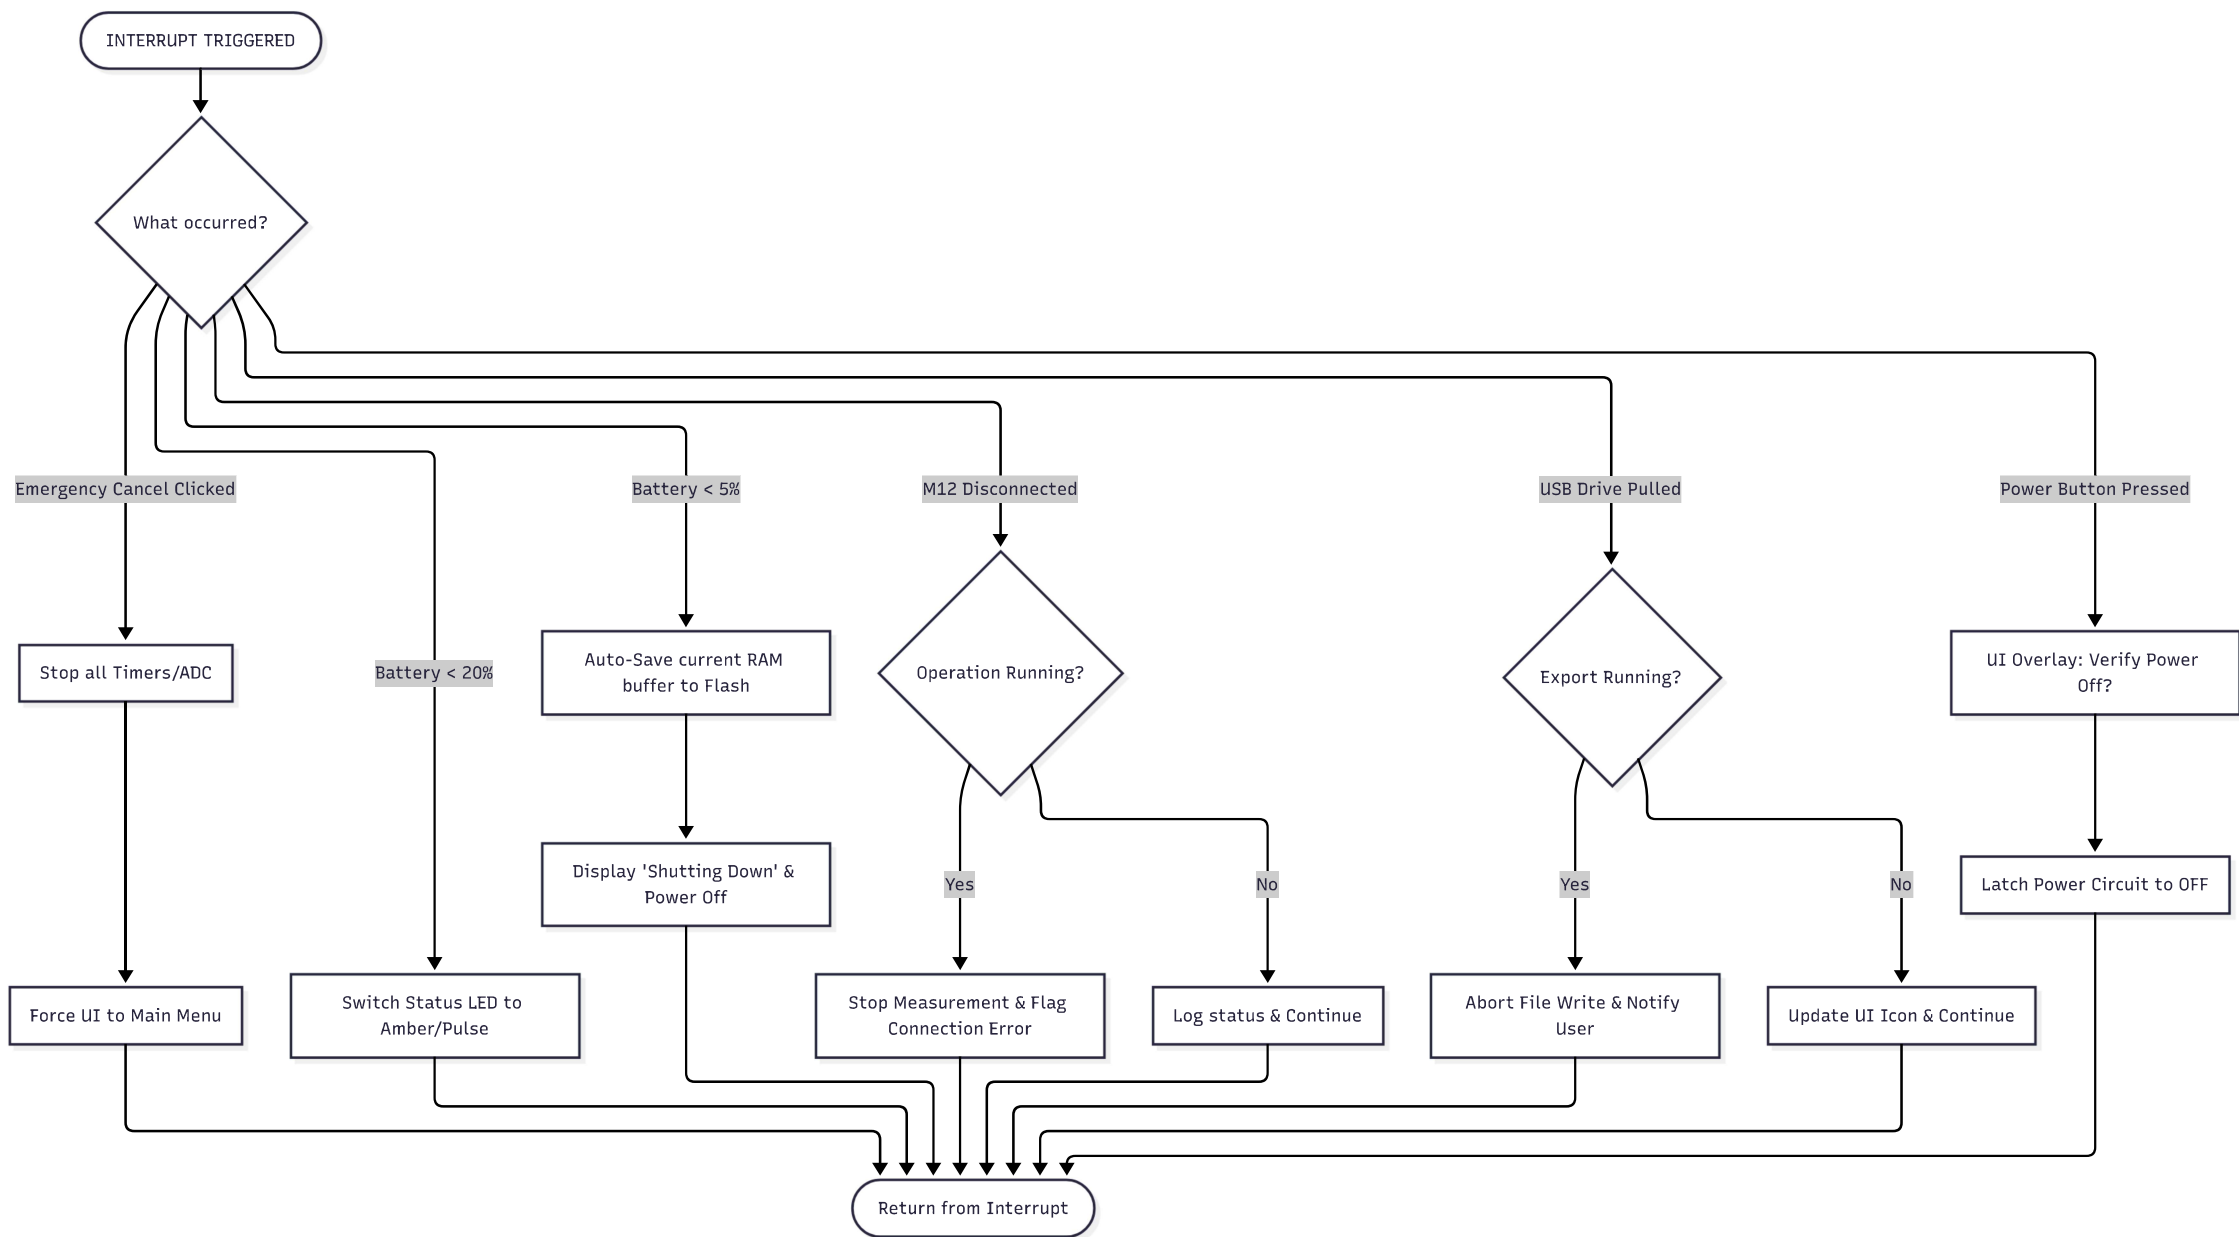 INTERRUPT TRIGGERED
What occurred?
Emergency Cancel Clicked
Battery < 5%
M12 Disconnected
USB Drive Pulled
Power Button Pressed
Stop all Timers/ADC
Battery < 20%
Auto-Save current RAM
buffer to Flash
Operation Running?
Export Running?
UI Overlay: Verify Power
Off?
Display 'Shutting Down' &
Power Off
Yes
No
Yes
No
Latch Power Circuit to OFF
Force UI to Main Menu
Switch Status LED to
Amber/Pulse
Stop Measurement & Flag
Connection Error
Log status & Continue
Abort File Write & Notify
User
Update UI Icon & Continue
Return from Interrupt